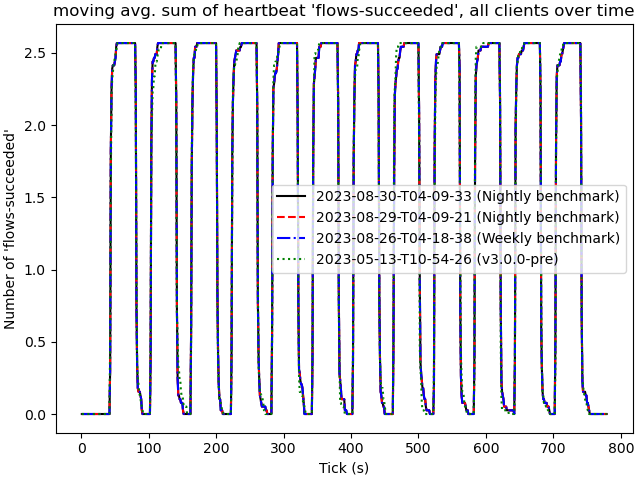 moving avg. sum of heartbeat 'flows-succeeded', all clients over time
2.5
2.0
1.5
1.0
0.5
0.0
Number of 'flows-succeeded'
2023-08-30-T04-09-33 (Nightly benchmark)
2023-08-29-T04-09-21 (Nightly benchmark)
2023-08-26-T04-18-38 (Weekly benchmark)
2023-05-13-T10-54-26 (v3.0.0-pre)
0 100 200 300 400 500 600 700 800
Tick (s)